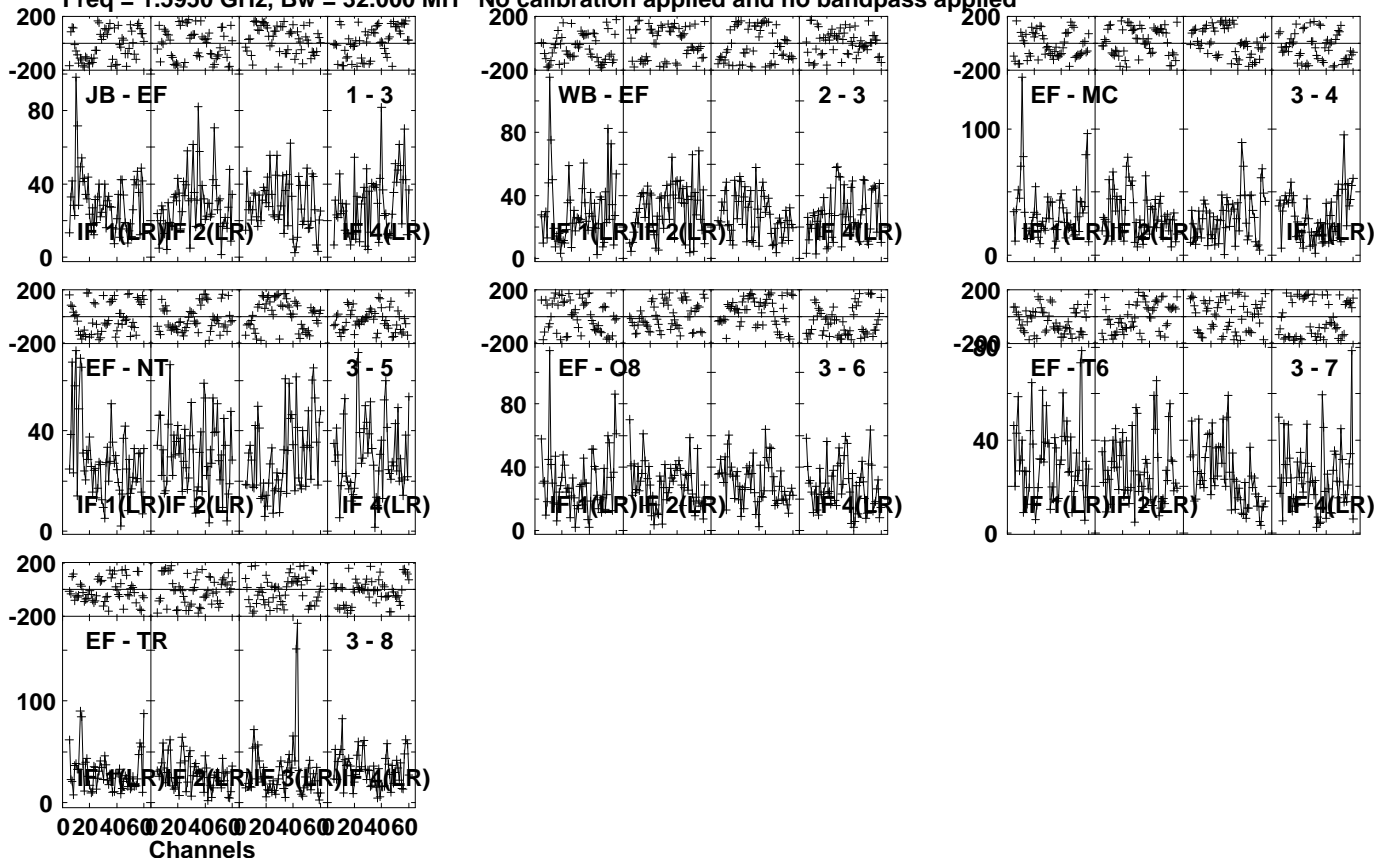 Freq = 1.5950 GHz, Bw = 32.000 MH No calibration applied and no bandpass applied
200
-200
JB - EF 1 - 3
80
40
0
IF 1(LR) IF 2(LR) IF 4(LR)
200
-200
WB - EF 2 - 3
80
40
0
IF 1(LR) IF 2(LR) IF 4(LR)
200
-200
EF - MC 3 - 4
100
0
IF 1(LR) IF 2(LR) IF 4(LR)
200
-200
EF - NT 3 - 5
40
0
IF 1(LR) IF 2(LR) IF 4(LR)
200
-200
EF - O8 3 - 6
80
40
0
IF 1(LR) IF 2(LR) IF 4(LR)
200
-200
80
EF - T6 3 - 7
40
0
IF 1(LR) IF 2(LR) IF 4(LR)
200
-200
EF - TR 3 - 8
100
0
IF 1(LR) IF 2(LR) IF 3(LR) IF 4(LR)
0 20 40 60 0 20 40 60 0 20 40 60 0 20 40 60
Channels